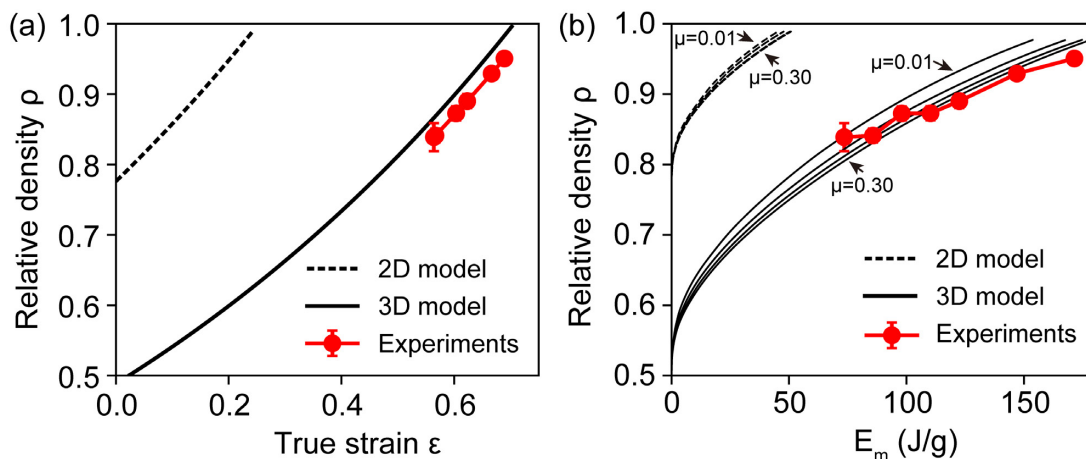 (a)
Relative density ρ
1.0
0.9
0.8
0.7
0.6
0.5
0.0
0.2
0.4
0.6
True strain ε
2D model
3D model
Experiments
(b)
Relative density ρ
1.0
0.9
0.8
0.7
0.6
0.5
0
50
100
150
E_m (J/g)
μ=0.01
μ=0.30
μ=0.01
μ=0.30
2D model
3D model
Experiments